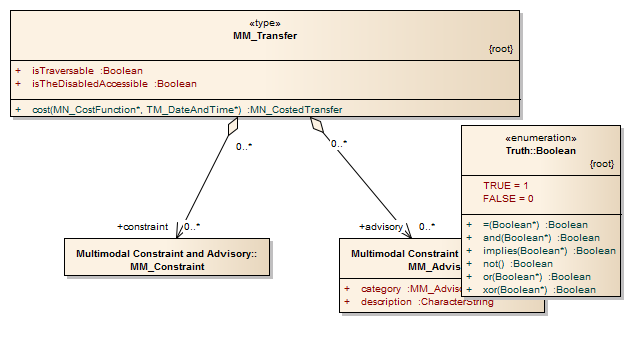 «type»
MM_Transfer
{root}
+ isTraversable :Boolean
+ isTheDisabledAccessible :Boolean
+ cost(MN_CostFunction*, TM_DateAndTime*) :MN_CostedTransfer
0..*
0..*
«enumeration»
Truth::Boolean
{root}
TRUE = 1
FALSE = 0
+ =(Boolean*) :Boolean
+ and(Boolean*) :Boolean
+ implies(Boolean*) :Boolean
+ not() :Boolean
+ or(Boolean*) :Boolean
+ xor(Boolean*) :Boolean
+constraint
0..*
+advisory
0..*
Multimodal Constraint and Advisory::
MM_Constraint
Multimodal Constraint
MM_Advis
+ category :MM_Advis
+ description :CharacterString